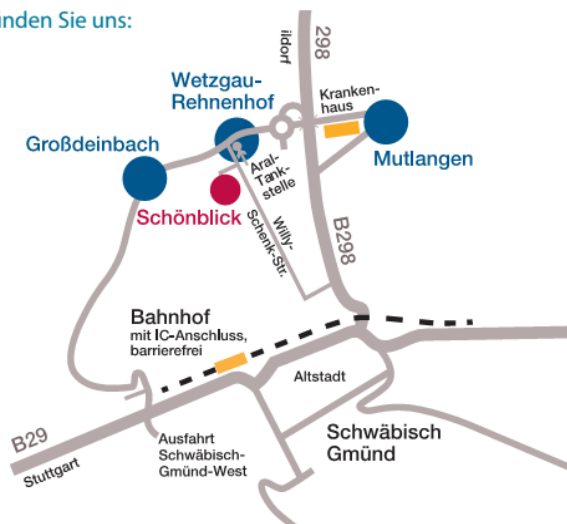 nden Sie uns:
298
ildorf
Kranken-
haus
Wetzgau-
Rehnenhof
Großdeinbach
Mutlangen
Aral-
Tank-
stelle
Schönblick
Willy-
Schenk-Str.
B298
Bahnhof
mit IC-Anschluss,
barrierefrei
Altstadt
Schwäbisch
Gmünd
Ausfahrt
Schwäbisch-
Gmünd-West
B29
Stuttgart